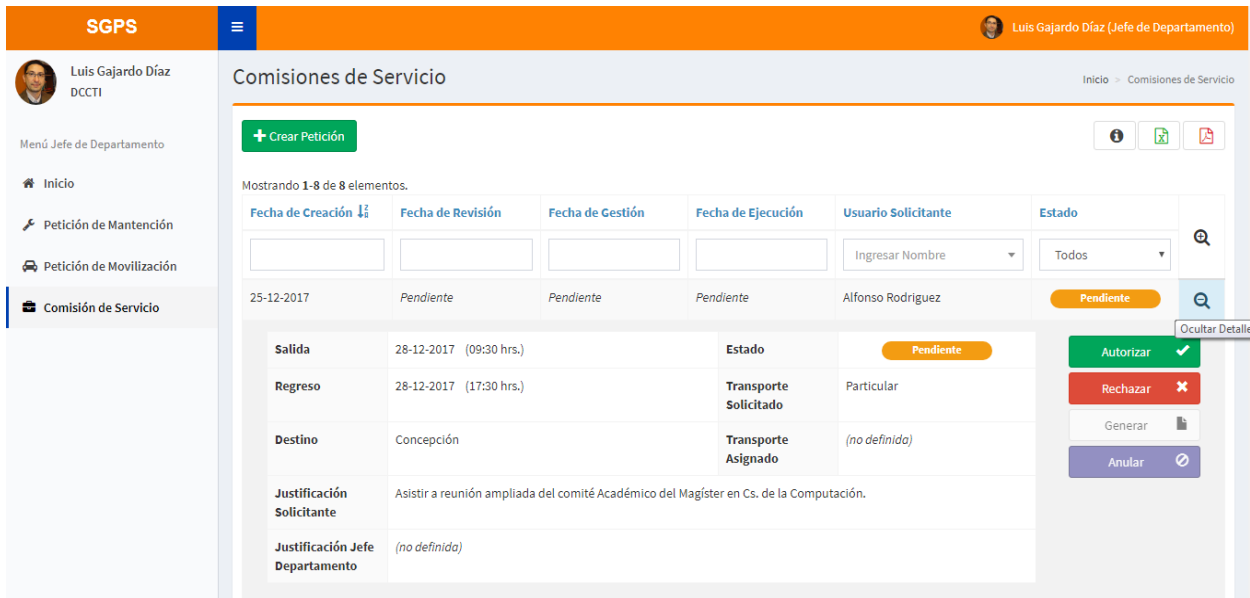 SGPS
Luis Gajardo Díaz (Jefe de Departamento)
Luis Gajardo Díaz
DCCTI
Comisiones de Servicio
Inicio > Comisiones de Servicio
Menú Jefe de Departamento
Inicio
Petición de Mantención
Petición de Movilización
Comisión de Servicio
Crear Petición
Mostrando 1-8 de 8 elementos.
Fecha de Creación Fecha de Revisión Fecha de Gestión Fecha de Ejecución Usuario Solicitante Estado
Ingresar Nombre Todos
25-12-2017 Pendiente Pendiente Pendiente Alfonso Rodriguez Pendiente
Ocultar Detalle
Salida 28-12-2017 (09:30 hrs.) Estado Pendiente Autorizar
Regreso 28-12-2017 (17:30 hrs.) Transporte Particular Rechazar
Solicitado
Generar
Destino Concepción Transporte (no definida)
Asignado
Anular
Justificación Asistir a reunión ampliada del comité Académico del Magíster en Cs. de la Computación.
Solicitante
Justificación Jefe (no definida)
Departamento